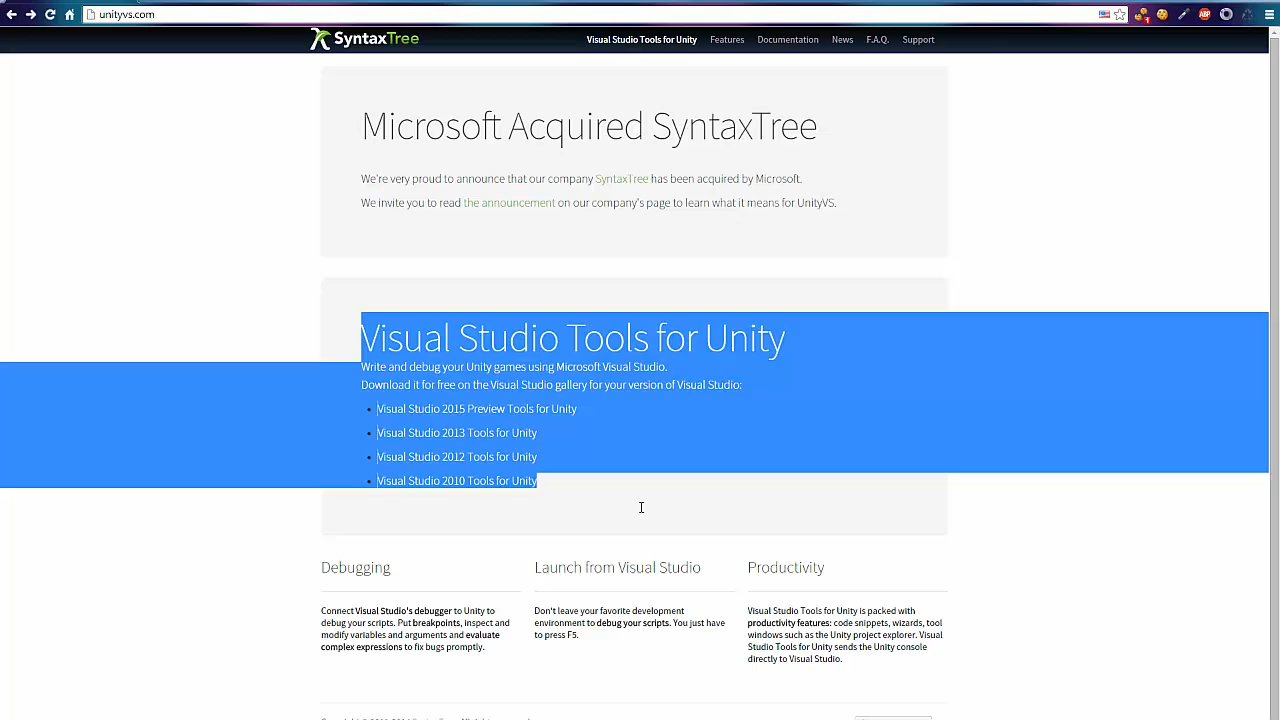 unityvs.com
SyntaxTree
Visual Studio Tools for Unity Features Documentation News F.A.Q. Support
Microsoft Acquired SyntaxTree
We're very proud to announce that our company SyntaxTree has been acquired by Microsoft.
We invite you to read the announcement on our company's page to learn what it means for UnityVS.
Visual Studio Tools for Unity
Write and debug your Unity games using Microsoft Visual Studio.
Download it for free on the Visual Studio gallery for your version of Visual Studio:
Visual Studio 2015 Preview Tools for Unity
Visual Studio 2013 Tools for Unity
Visual Studio 2012 Tools for Unity
Visual Studio 2010 Tools for Unity
Debugging
Connect Visual Studio's debugger to Unity to
debug your scripts. Put breakpoints, inspect and
modify variables and arguments and evaluate
complex expressions to fix bugs promptly.
Launch from Visual Studio
Don't leave your favorite development
environment to debug your scripts. You just have
to press F5.
Productivity
Visual Studio Tools for Unity is packed with
productivity features: code snippets, wizards, tool
windows such as the Unity project explorer. Visual
Studio Tools for Unity sends the Unity console
directly to Visual Studio.